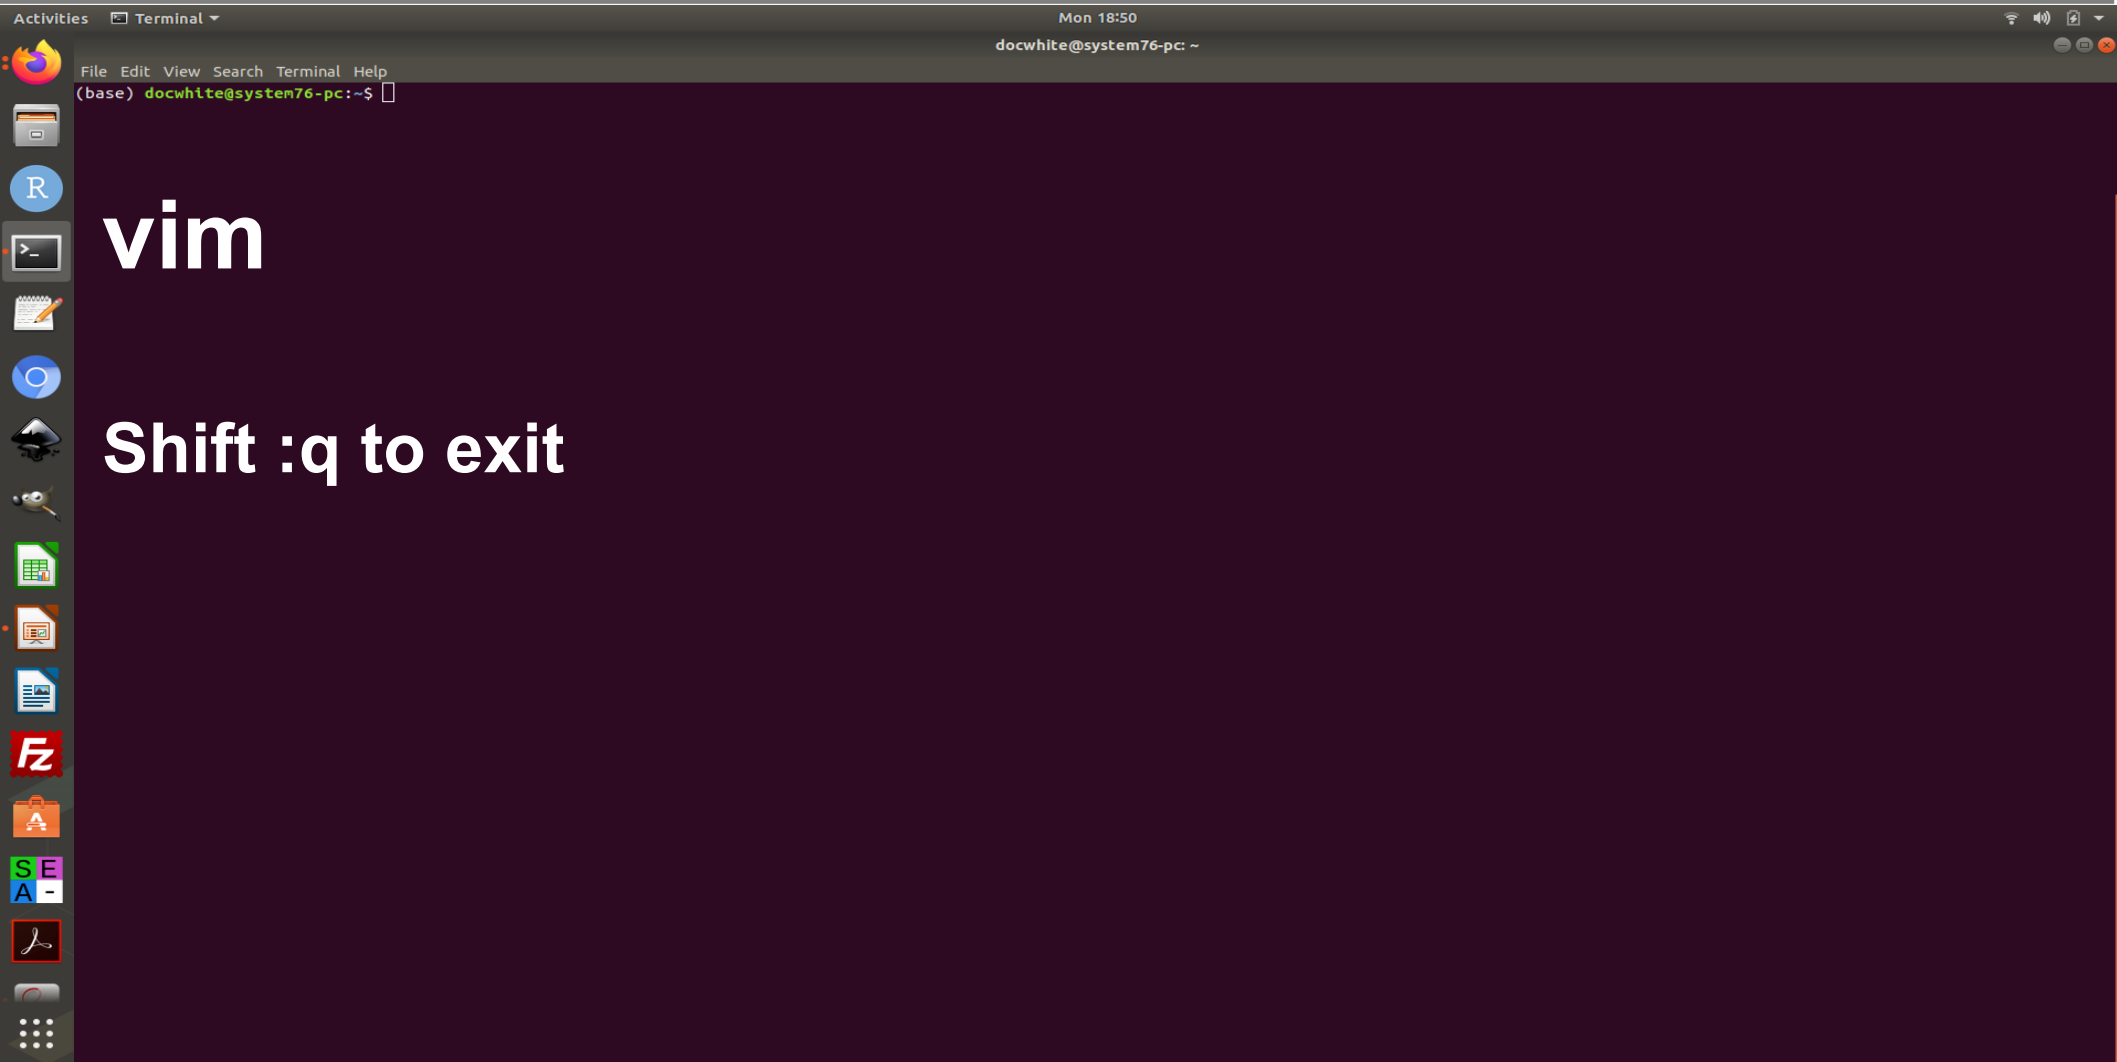 Activities Terminal Mon 18:50
docwhite@system76-pc: ~
File Edit View Search Terminal Help
(base) docwhite@system76-pc:~$
R
>_
vim
Shift :q to exit
Fz
A
S E
A -